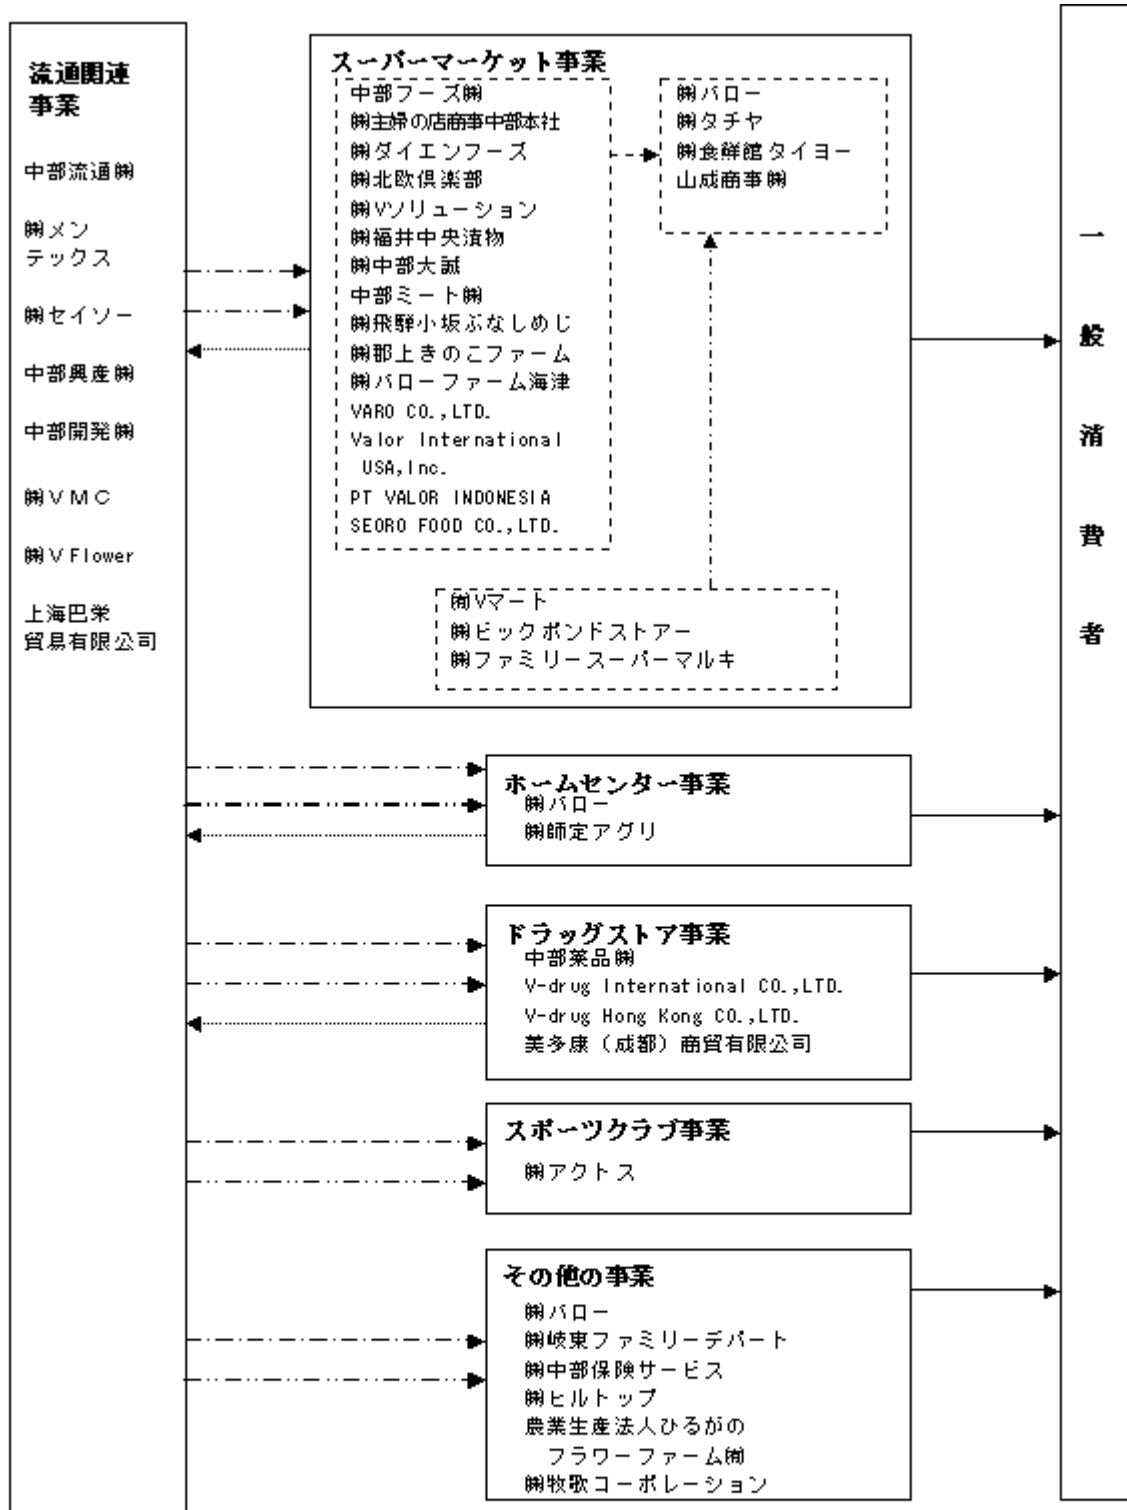 流通関連
事業
中部流通㈱
㈱メン
テックス
㈱セイソー
中部興産㈱
中部開発㈱
㈱ＶＭＣ
㈱Ｖ Flower
上海巴栄
貿易有限公司
スーパーマーケット事業
中部フーズ㈱
㈱主婦の店商事中部本社
㈱ダイエンフーズ
㈱北欧倶楽部
㈱Vソリューション
㈱福井中央漬物
㈱中部大誠
中部ミート㈱
㈱飛騨小坂ぶなしめじ
㈱郡上きのこファーム
㈱バローファーム海津
VARO CO.,LTD.
Valor International
USA,Inc.
PT VALOR INDONESIA
SEORO FOOD CO.,LTD.
㈱バロー
㈱タチヤ
㈱食鮮館タイヨー
山成商事㈱
㈲Vマート
㈱ビックポンドストアー
㈱ファミリースーパーマルキ
ホームセンター事業
㈱バロー
㈱師定アグリ
ドラッグストア事業
中部薬品㈱
V-drug International CO.,LTD.
V-drug Hong Kong CO.,LTD.
美多康（成都）商貿有限公司
スポーツクラブ事業
㈱アクトス
その他の事業
㈱バロー
㈱岐東ファミリーデパート
㈱中部保険サービス
㈱ヒルトップ
農業生産法人ひるがの
フラワーファーム㈲
㈱牧歌コーポレーション
一般消費者